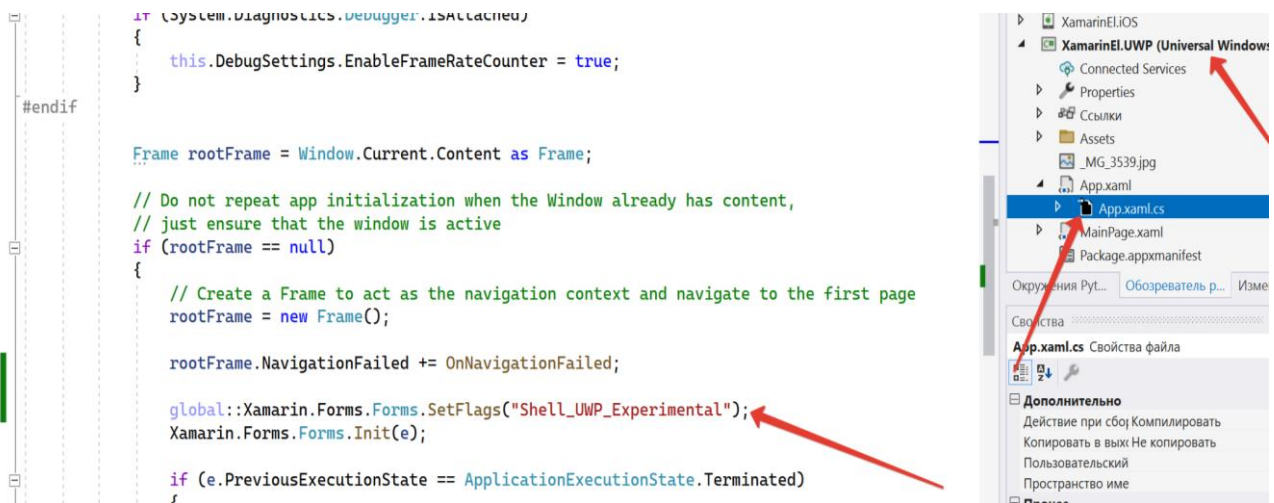 if (System.Diagnostics.Debugger.IsAttached)
{
this.DebugSettings.EnableFrameRateCounter = true;
}
#endif
Frame rootFrame = Window.Current.Content as Frame;
// Do not repeat app initialization when the Window already has content,
// just ensure that the window is active
if (rootFrame == null)
{
// Create a Frame to act as the navigation context and navigate to the first page
rootFrame = new Frame();
rootFrame.NavigationFailed += OnNavigationFailed;
global::Xamarin.Forms.Forms.SetFlags("Shell_UWP_Experimental");
Xamarin.Forms.Forms.Init(e);
if (e.PreviousExecutionState == ApplicationExecutionState.Terminated)
{
XamarinEl.iOS
XamarinEl.UWP (Universal Windows
Connected Services
Properties
Ссылки
Assets
_MG_3539.jpg
App.xaml
App.xaml.cs
MainPage.xaml
Package.appxmanifest
Окружения Pyt... Обозреватель р... Изме
Свойства
App.xaml.cs Свойства файла
Дополнительно
Действие при сбор Компилировать
Копировать в выхо Не копировать
Пользовательский
Пространство име
Прочее